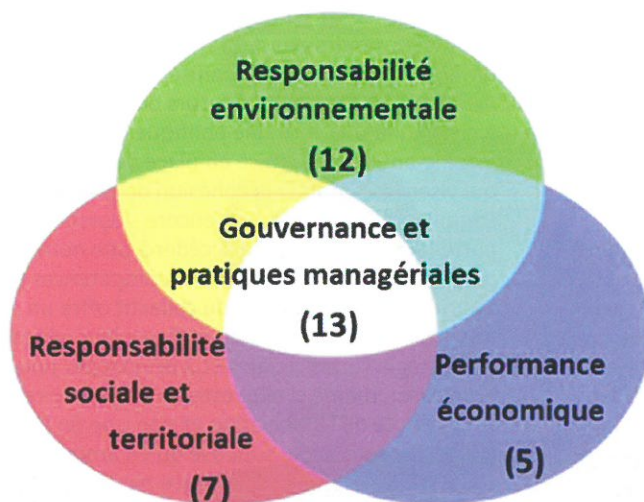 Responsabilité
environnementale
(12)
Gouvernance et
pratiques managériales
(13)
Responsabilité
sociale et
territoriale
(7)
Performance
économique
(5)